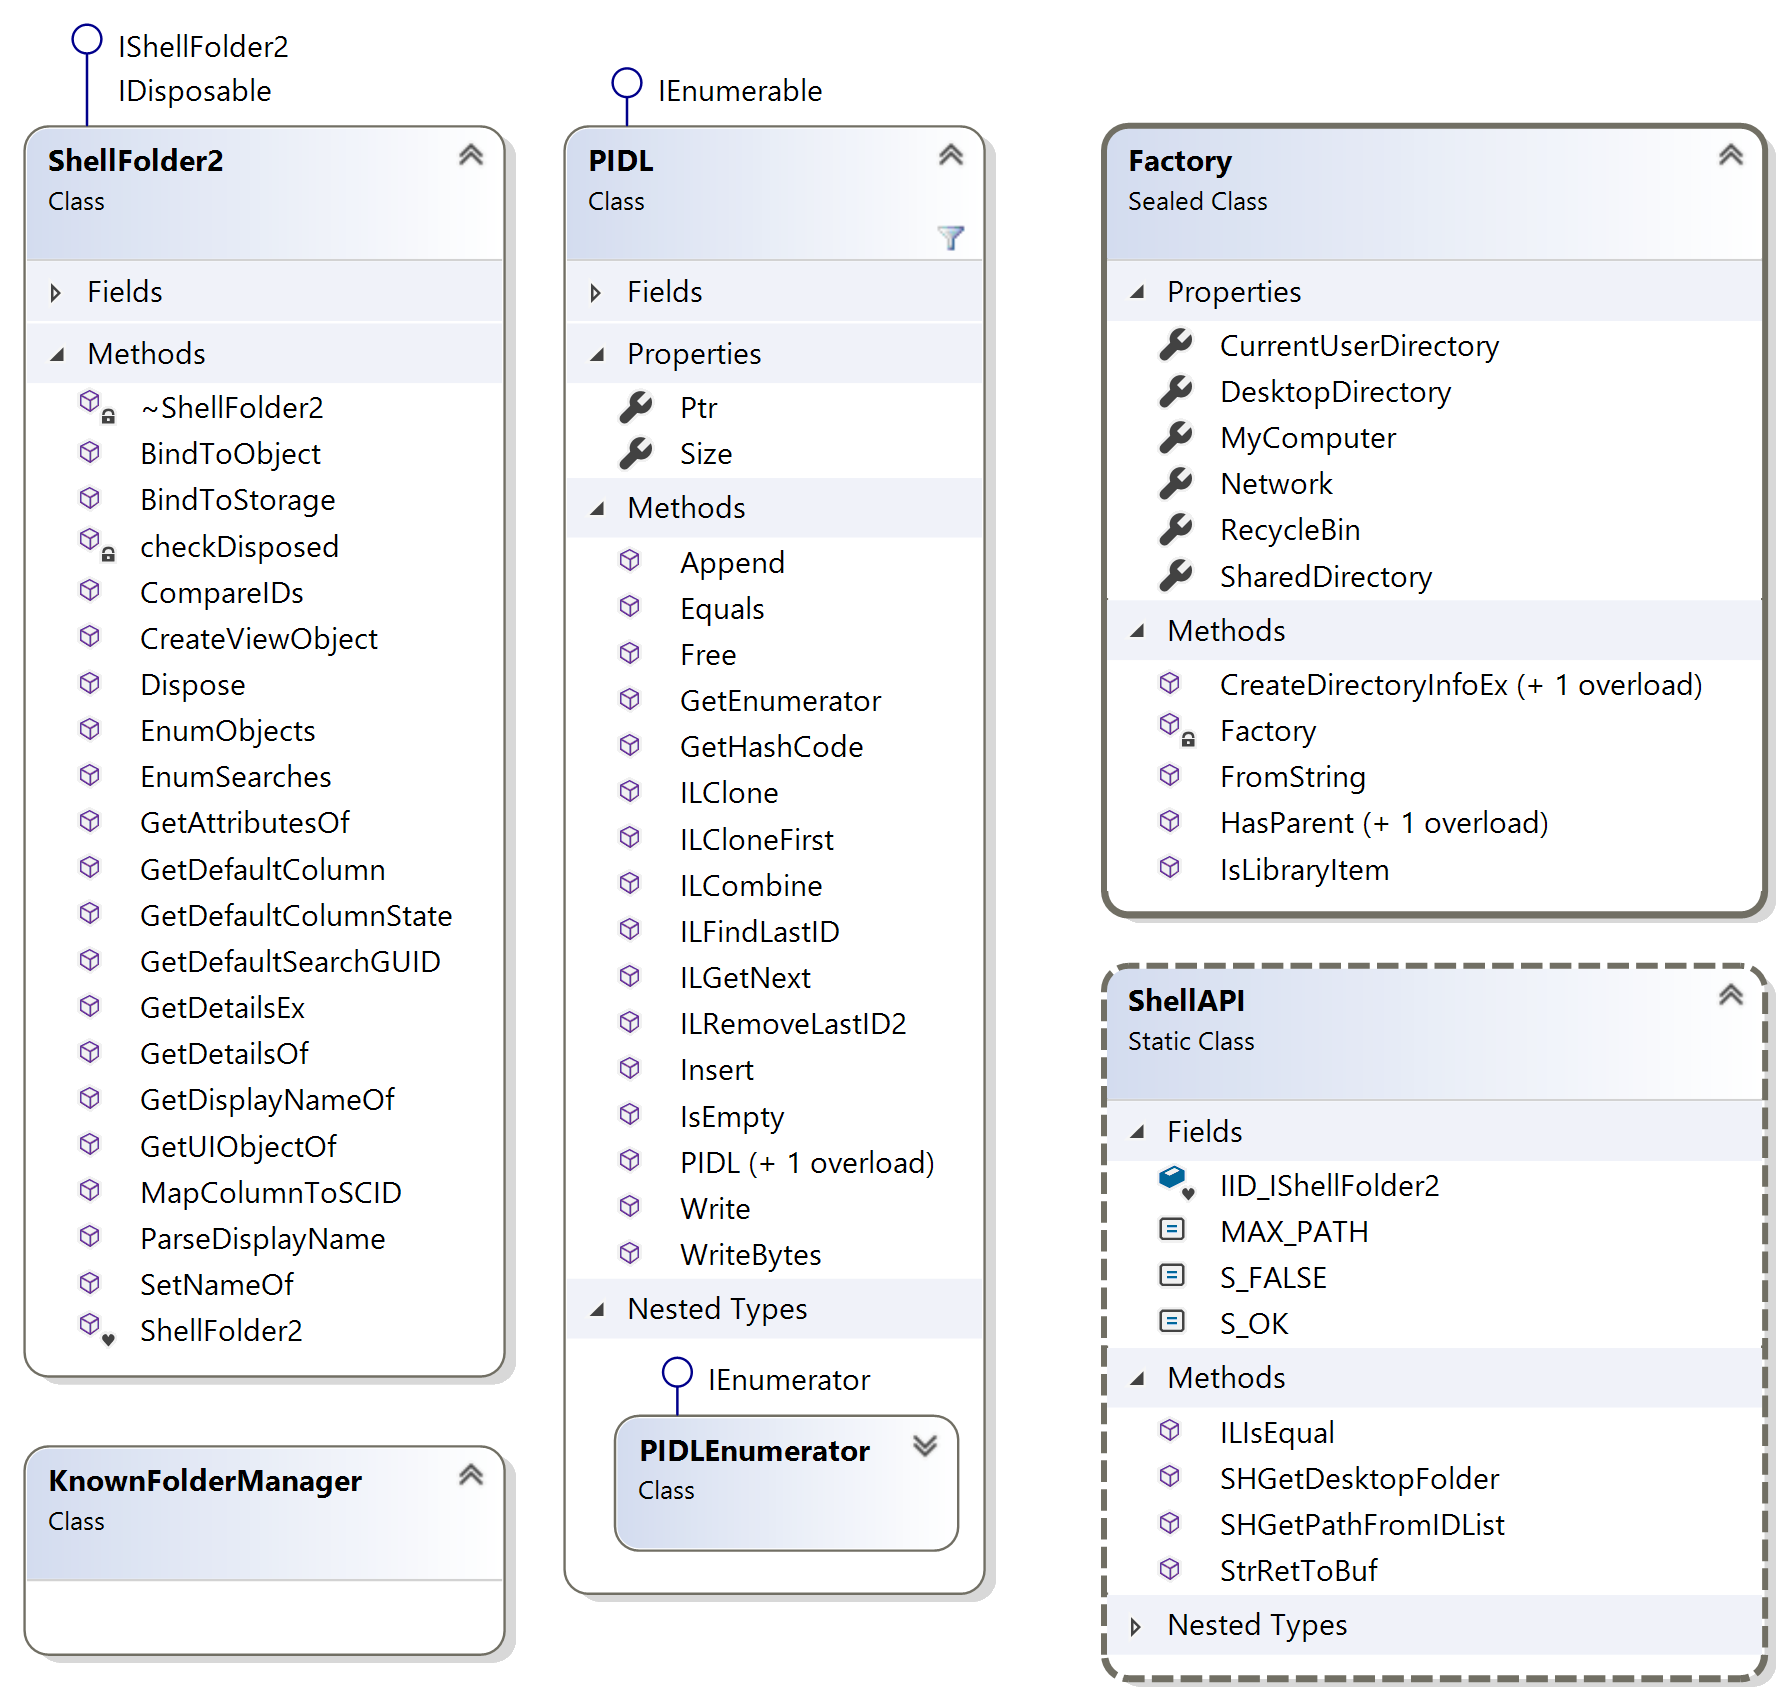 IShellFolder2
IDisposable
ShellFolder2
Class
Fields
Methods
~ShellFolder2
BindToObject
BindToStorage
checkDisposed
CompareIDs
CreateViewObject
Dispose
EnumObjects
EnumSearches
GetAttributesOf
GetDefaultColumn
GetDefaultColumnState
GetDefaultSearchGUID
GetDetailsEx
GetDetailsOf
GetDisplayNameOf
GetUIObjectOf
MapColumnToSCID
ParseDisplayName
SetNameOf
ShellFolder2
KnownFolderManager
Class
IEnumerable
PIDL
Class
Fields
Properties
Ptr
Size
Methods
Append
Equals
Free
GetEnumerator
GetHashCode
ILClone
ILCloneFirst
ILCombine
ILFindLastID
ILGetNext
ILRemoveLastID2
Insert
IsEmpty
PIDL (+ 1 overload)
Write
WriteBytes
Nested Types
IEnumerator
PIDLEnumerator
Class
Factory
Sealed Class
Properties
CurrentUserDirectory
DesktopDirectory
MyComputer
Network
RecycleBin
SharedDirectory
Methods
CreateDirectoryInfoEx (+ 1 overload)
Factory
FromString
HasParent (+ 1 overload)
IsLibraryItem
ShellAPI
Static Class
Fields
IID_IShellFolder2
MAX_PATH
S_FALSE
S_OK
Methods
ILIsEqual
SHGetDesktopFolder
SHGetPathFromIDList
StrRetToBuf
Nested Types